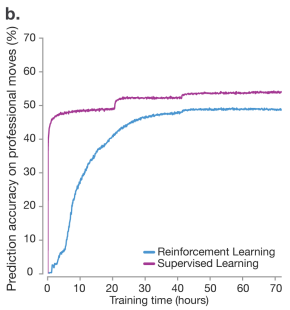 b.
Prediction accuracy on professional moves (%)
70
60
50
40
30
20
10
0
0 10 20 30 40 50 60 70
Training time (hours)
Reinforcement Learning
Supervised Learning